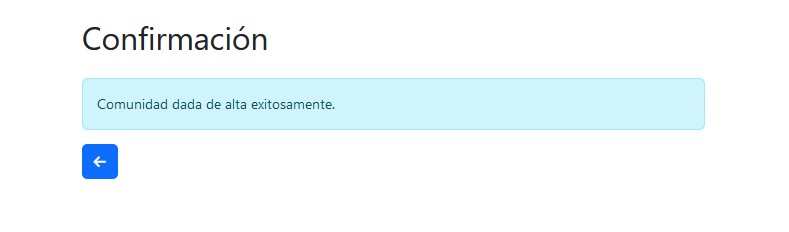 Confirmación
Comunidad dada de alta exitosamente.